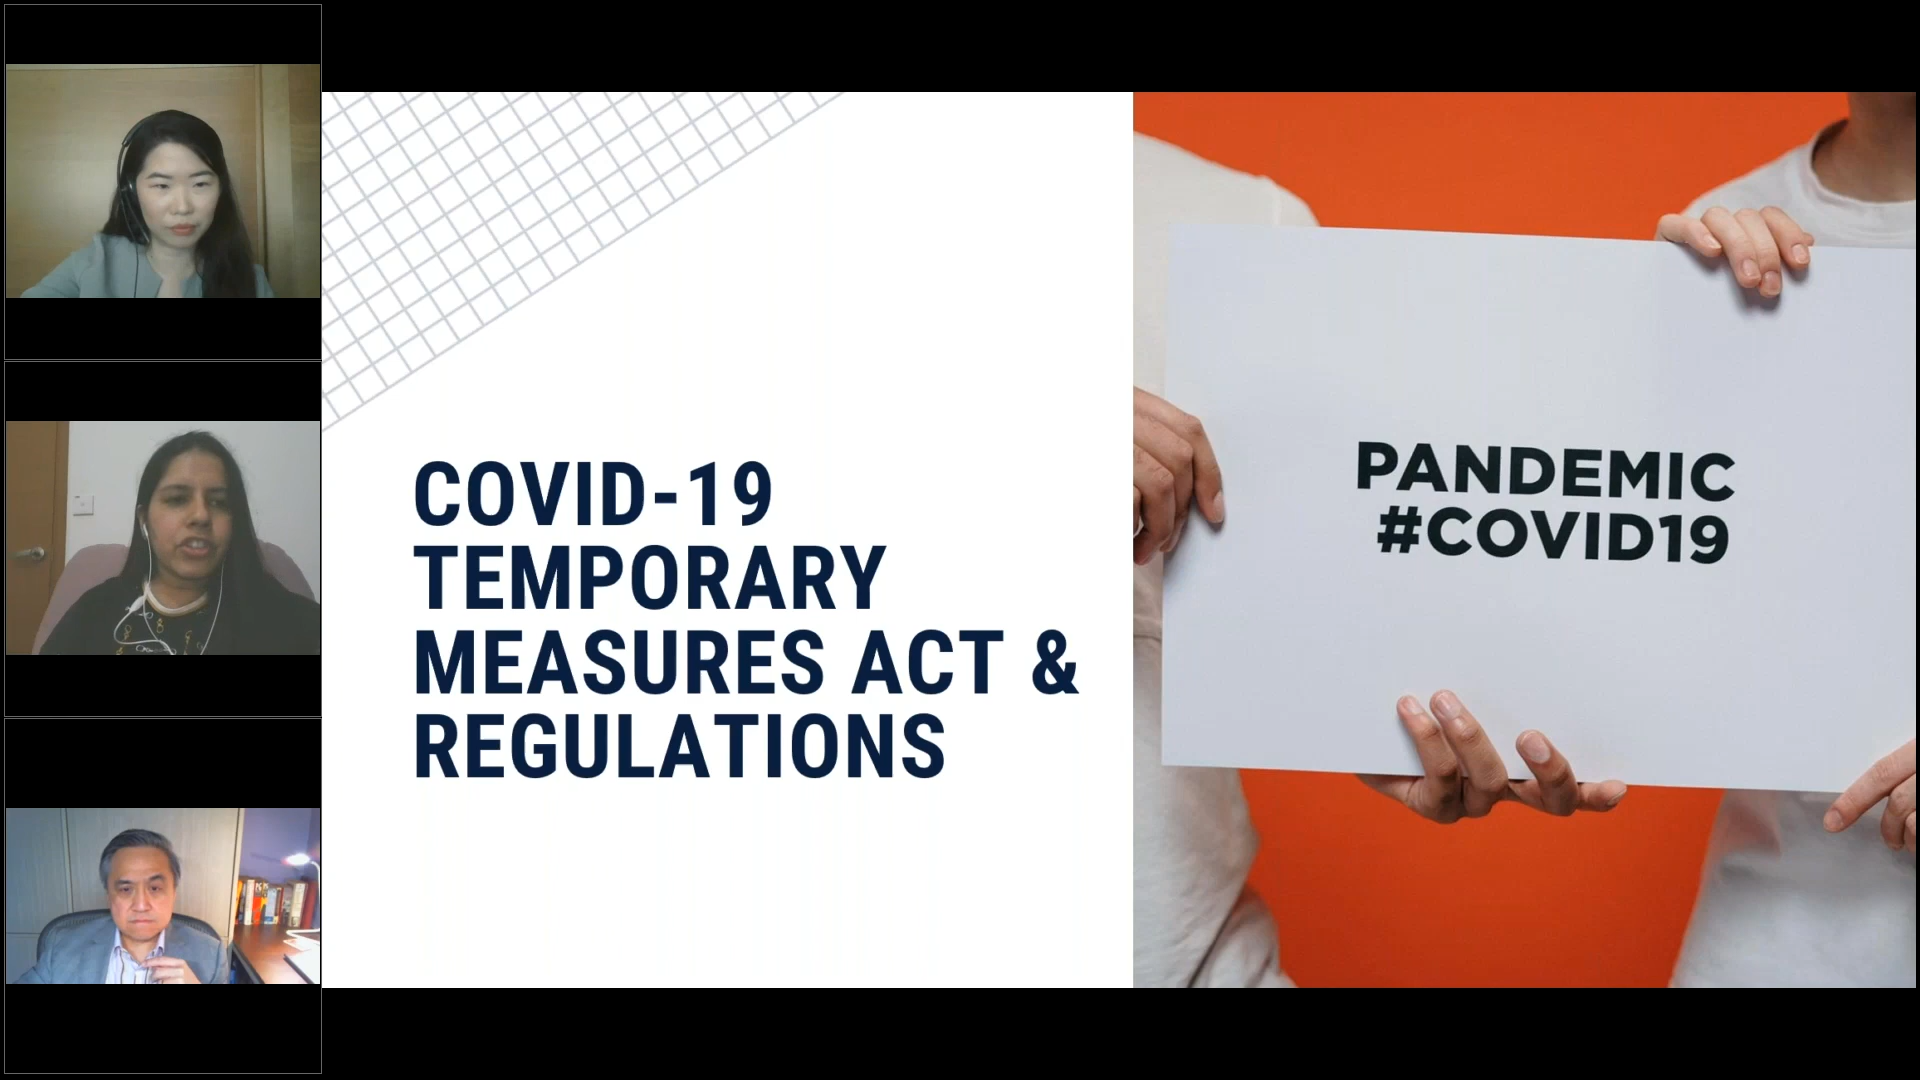 COVID-19
TEMPORARY
MEASURES ACT &
REGULATIONS
PANDEMIC
#COVID19